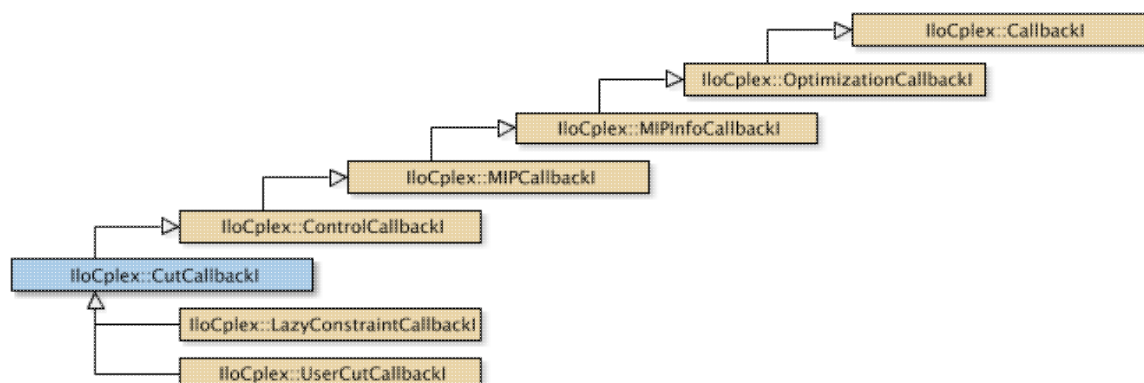 IloCplex::CallbackI
IloCplex::OptimizationCallbackI
IloCplex::MIPInfoCallbackI
IloCplex::MIPCallbackI
IloCplex::ControlCallbackI
IloCplex::CutCallbackI
IloCplex::LazyConstraintCallbackI
IloCplex::UserCutCallbackI